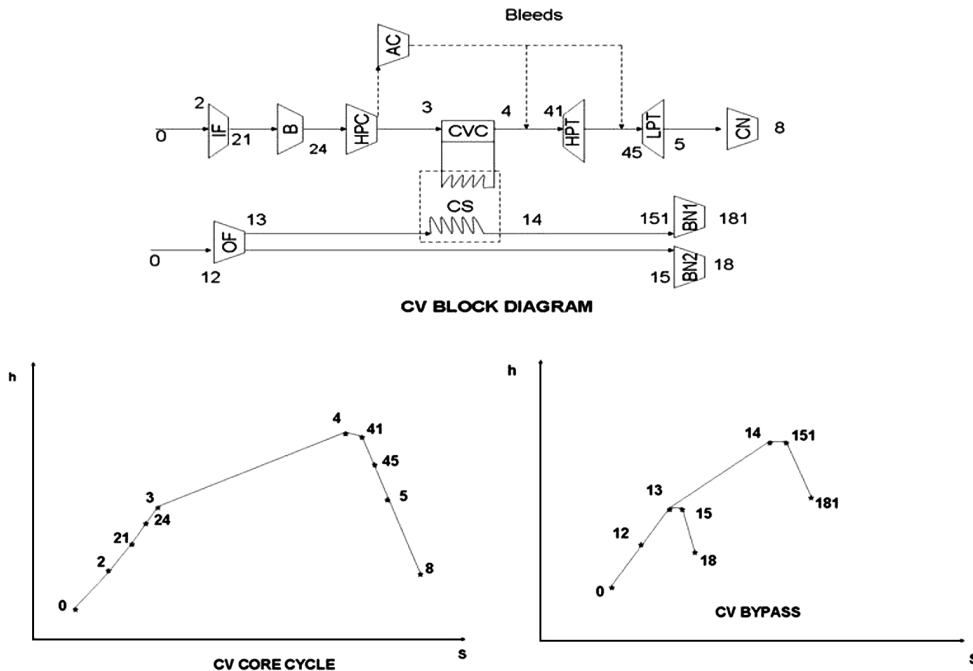 Bleeds
AC
2
3
4
41
0
IF
21
B
24
HPC
CVC
HPT
45
LPT
5
CN
8
CS
13
14
151
BN1
181
0
12
OF
15
BN2
18
CV BLOCK DIAGRAM
h
4
41
45
3
24
5
21
2
8
0
S
CV CORE CYCLE
h
14
151
13
15
181
12
18
0
CV BYPASS
S